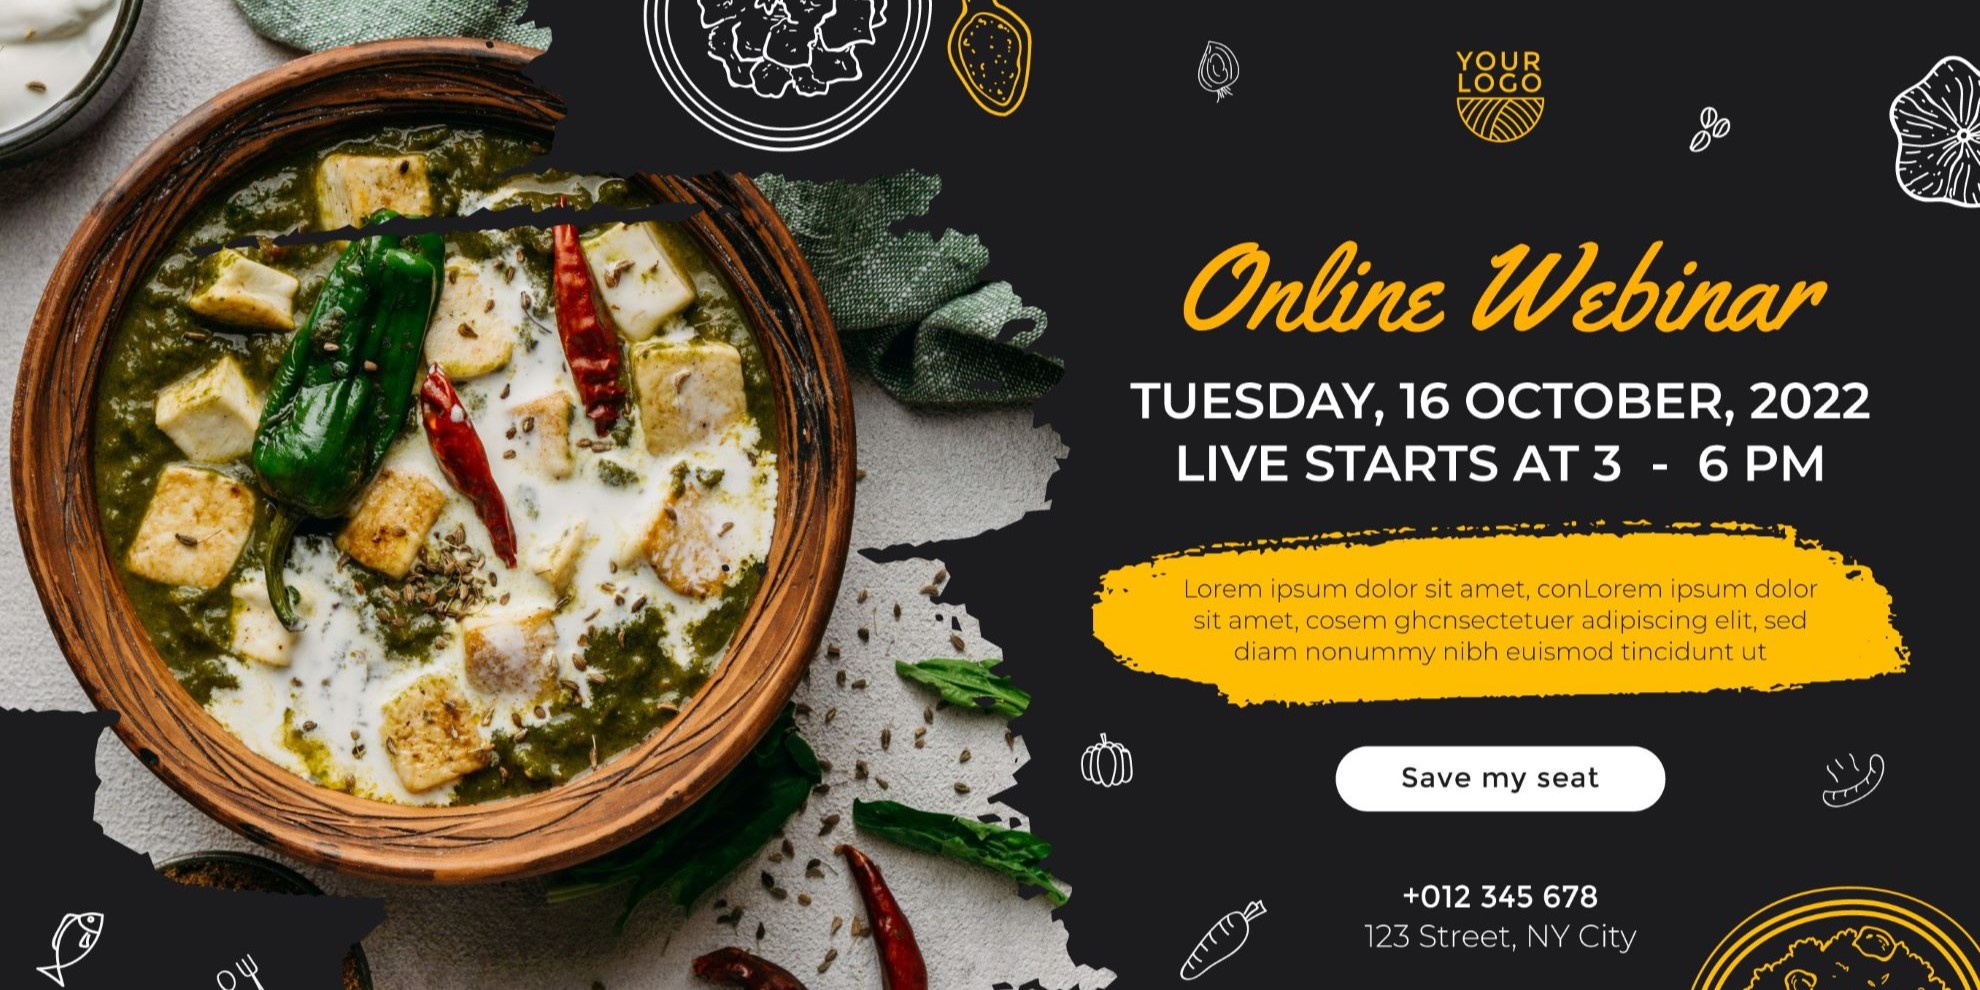 YOUR
LOGO
Online Webinar
TUESDAY, 16 OCTOBER, 2022
LIVE STARTS AT 3 - 6 PM
Lorem ipsum dolor sit amet, conLorem ipsum dolor
sit amet, cosem ghcnsectetuer adipiscing elit, sed
diam nonummy nibh euismod tincidunt ut
Save my seat
+012 345 678
123 Street, NY City